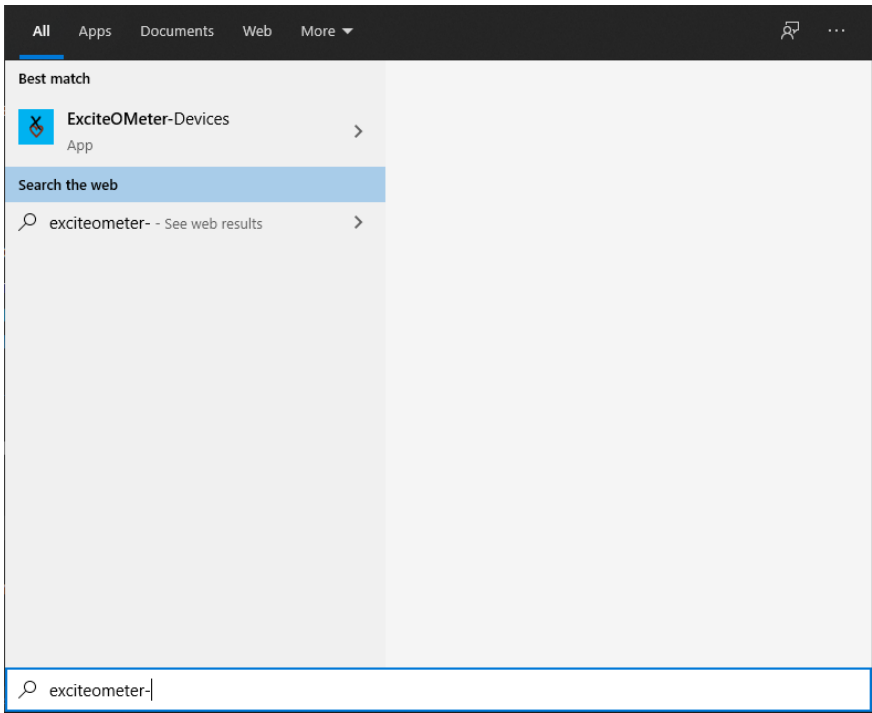 All Apps Documents Web More
Best match
ExciteOMeter-Devices
App
Search the web
exciteometer- - See web results
exciteometer-